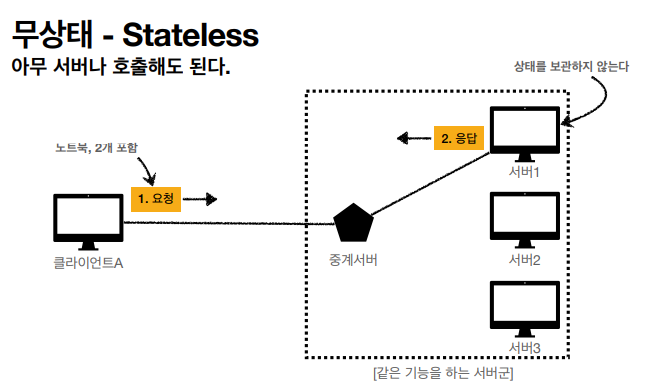 무상태 - Stateless
아무 서버나 호출해도 된다.
상태를 보관하지 않는다
노트북, 2개 포함
2. 응답
1. 요청
서버1
클라이언트A
중계서버
서버2
서버3
[같은 기능을 하는 서버군]